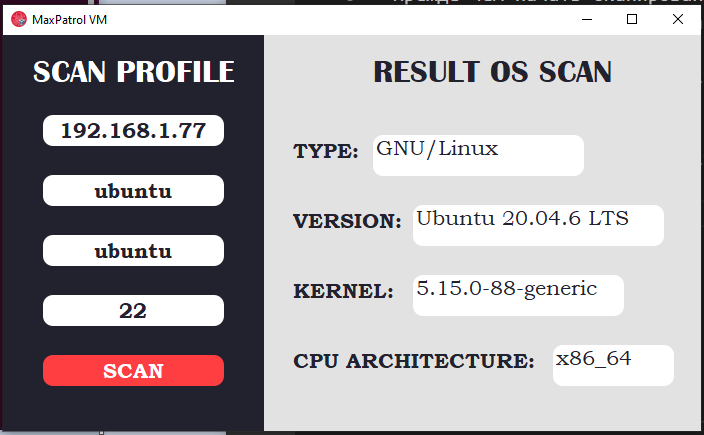 MaxPatrol VM
SCAN PROFILE
192.168.1.77
ubuntu
ubuntu
22
SCAN
RESULT OS SCAN
TYPE: GNU/Linux
VERSION: Ubuntu 20.04.6 LTS
KERNEL: 5.15.0-88-generic
CPU ARCHITECTURE: x86_64